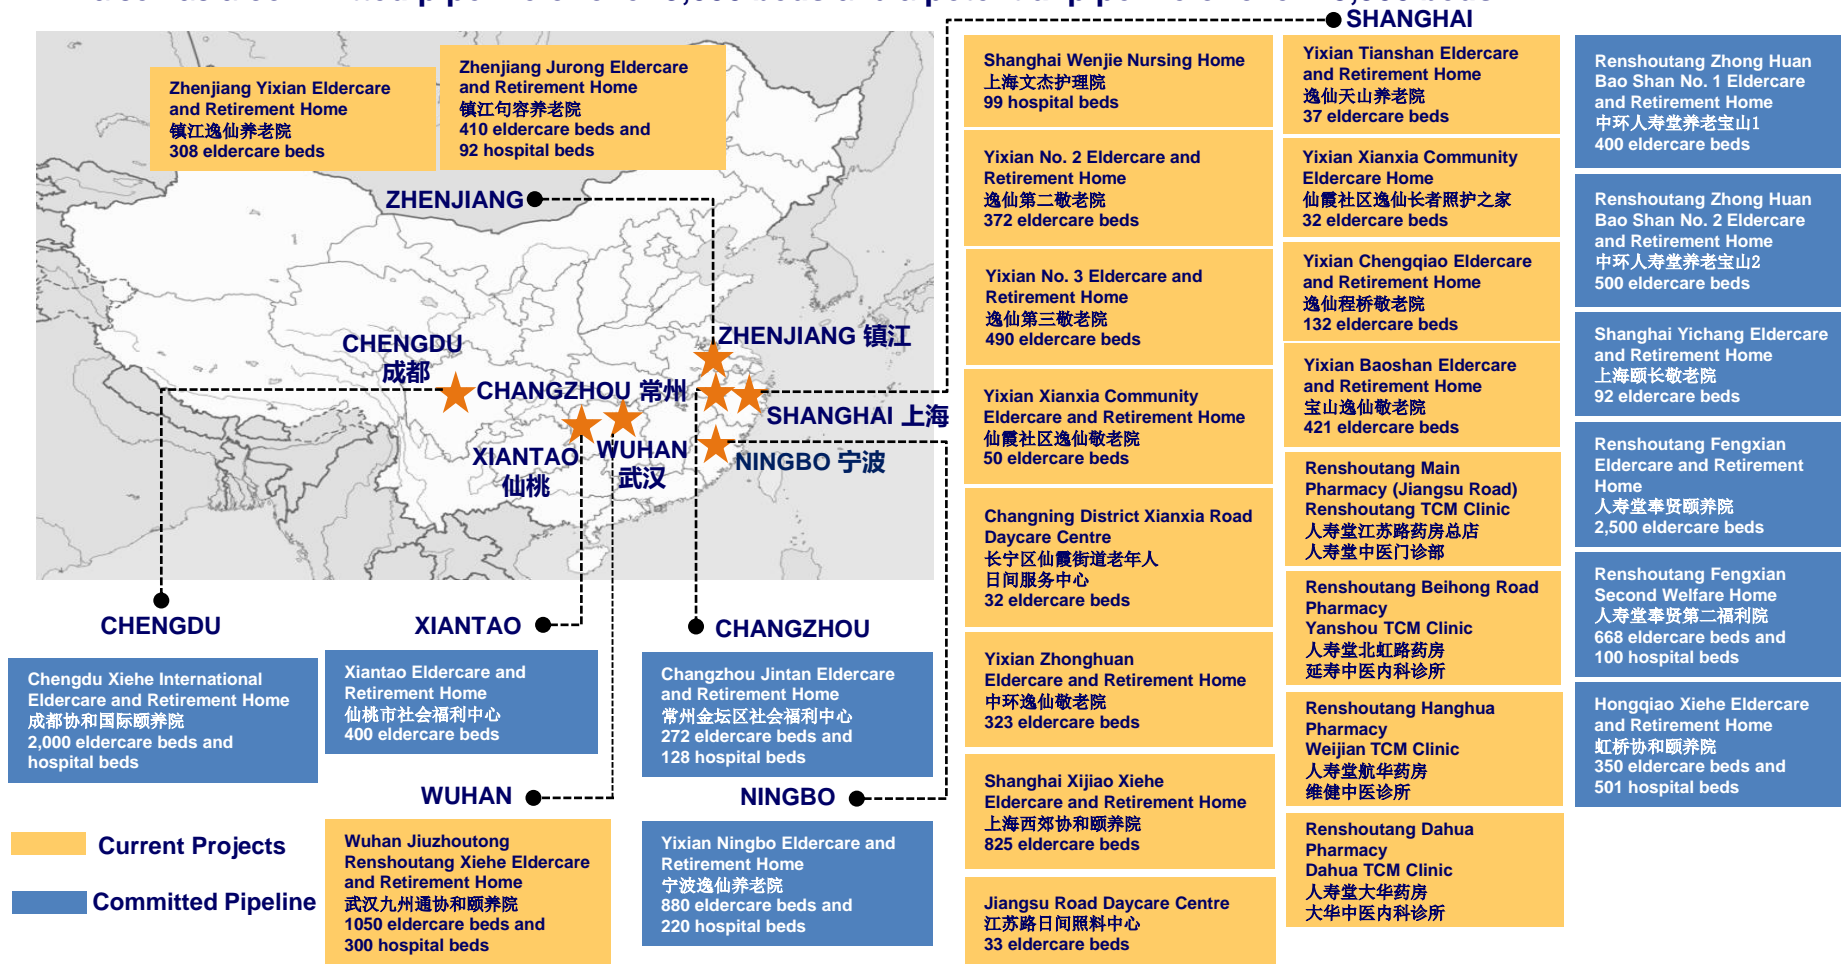 SHANGHAI
Zhenjiang Yixian Eldercare
and Retirement Home
镇江逸仙养老院
308 eldercare beds
Zhenjiang Jurong Eldercare
and Retirement Home
镇江句容养老院
410 eldercare beds and
92 hospital beds
ZHENJIANG
ZHENJIANG 镇江
CHENGDU
成都
CHANGZHOU 常州
SHANGHAI 上海
XIANTAO
仙桃
WUHAN
武汉
NINGBO 宁波
CHENGDU
Chengdu Xiehe International
Eldercare and Retirement Home
成都协和国际颐养院
2,000 eldercare beds and
hospital beds
XIANTAO
Xiantao Eldercare and
Retirement Home
仙桃市社会福利中心
400 eldercare beds
CHANGZHOU
Changzhou Jintan Eldercare
and Retirement Home
常州金坛区社会福利中心
272 eldercare beds and
128 hospital beds
WUHAN
Wuhan Jiuzhoutong
Renshoutang Xiehe Eldercare
and Retirement Home
武汉九州通协和颐养院
1050 eldercare beds and
300 hospital beds
NINGBO
Yixian Ningbo Eldercare and
Retirement Home
宁波逸仙养老院
880 eldercare beds and
220 hospital beds
Current Projects
Committed Pipeline
Shanghai Wenjie Nursing Home
上海文杰护理院
99 hospital beds
Yixian No. 2 Eldercare and
Retirement Home
逸仙第二敬老院
372 eldercare beds
Yixian No. 3 Eldercare and
Retirement Home
逸仙第三敬老院
490 eldercare beds
Yixian Xianxia Community
Eldercare and Retirement Home
仙霞社区逸仙敬老院
50 eldercare beds
Changning District Xianxia Road
Daycare Centre
长宁区仙霞街道老年人
日间服务中心
32 eldercare beds
Yixian Zhonghuan
Eldercare and Retirement Home
中环逸仙敬老院
323 eldercare beds
Shanghai Xijiao Xiehe
Eldercare and Retirement Home
上海西郊协和颐养院
825 eldercare beds
Jiangsu Road Daycare Centre
江苏路日间照料中心
33 eldercare beds
Yixian Tianshan Eldercare
and Retirement Home
逸仙天山养老院
37 eldercare beds
Yixian Xianxia Community
Eldercare Home
仙霞社区逸仙长者照护之家
32 eldercare beds
Yixian Chengqiao Eldercare
and Retirement Home
逸仙程桥敬老院
132 eldercare beds
Yixian Baoshan Eldercare
and Retirement Home
宝山逸仙敬老院
421 eldercare beds
Renshoutang Main
Pharmacy (Jiangsu Road)
Renshoutang TCM Clinic
人寿堂江苏路药房总店
人寿堂中医门诊部
Renshoutang Beihong Road
Pharmacy
Yanshou TCM Clinic
人寿堂北虹路药房
延寿中医内科诊所
Renshoutang Hanghua
Pharmacy
Weijian TCM Clinic
人寿堂航华药房
维健中医诊所
Renshoutang Dahua
Pharmacy
Dahua TCM Clinic
人寿堂大华药房
大华中医内科诊所
Renshoutang Zhong Huan
Bao Shan No. 1 Eldercare
and Retirement Home
中环人寿堂养老宝山1
400 eldercare beds
Renshoutang Zhong Huan
Bao Shan No. 2 Eldercare
and Retirement Home
中环人寿堂养老宝山2
500 eldercare beds
Shanghai Yichang Eldercare
and Retirement Home
上海颐长敬老院
92 eldercare beds
Renshoutang Fengxian
Eldercare and Retirement
Home
人寿堂奉贤颐养院
2,500 eldercare beds
Renshoutang Fengxian
Second Welfare Home
人寿堂奉贤第二福利院
668 eldercare beds and
100 hospital beds
Hongqiao Xiehe Eldercare
and Retirement Home
虹桥协和颐养院
350 eldercare beds and
501 hospital beds